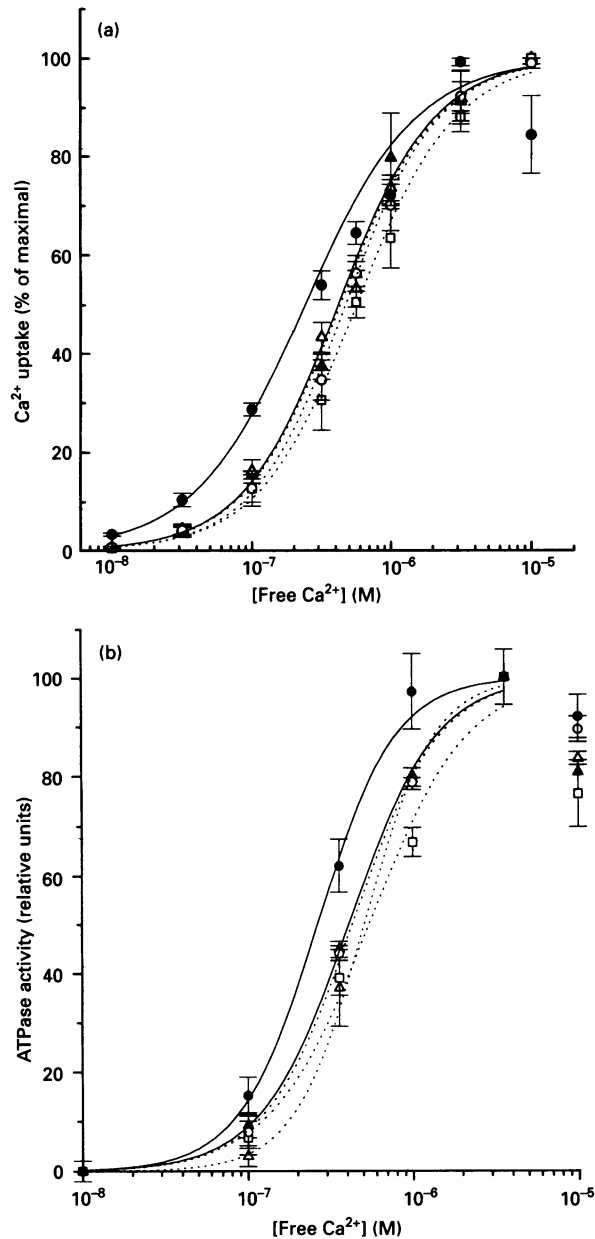 (a)
100
80
60
40
20
0
Ca²⁺ uptake (% of maximal)
10⁻⁸ 10⁻⁷ 10⁻⁶ 10⁻⁵
[Free Ca²⁺] (M)
(b)
100
80
60
40
20
0
ATPase activity (relative units)
10⁻⁸ 10⁻⁷ 10⁻⁶ 10⁻⁵
[Free Ca²⁺] (M)